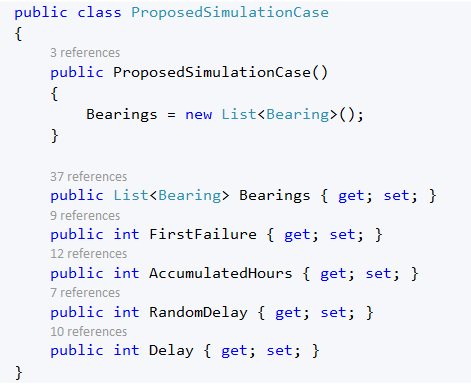 public class ProposedSimulationCase
{
3 references
public ProposedSimulationCase()
{
Bearings = new List<Bearing>();
}
37 references
public List<Bearing> Bearings { get; set; }
9 references
public int FirstFailure { get; set; }
12 references
public int AccumulatedHours { get; set; }
7 references
public int RandomDelay { get; set; }
10 references
public int Delay { get; set; }
}